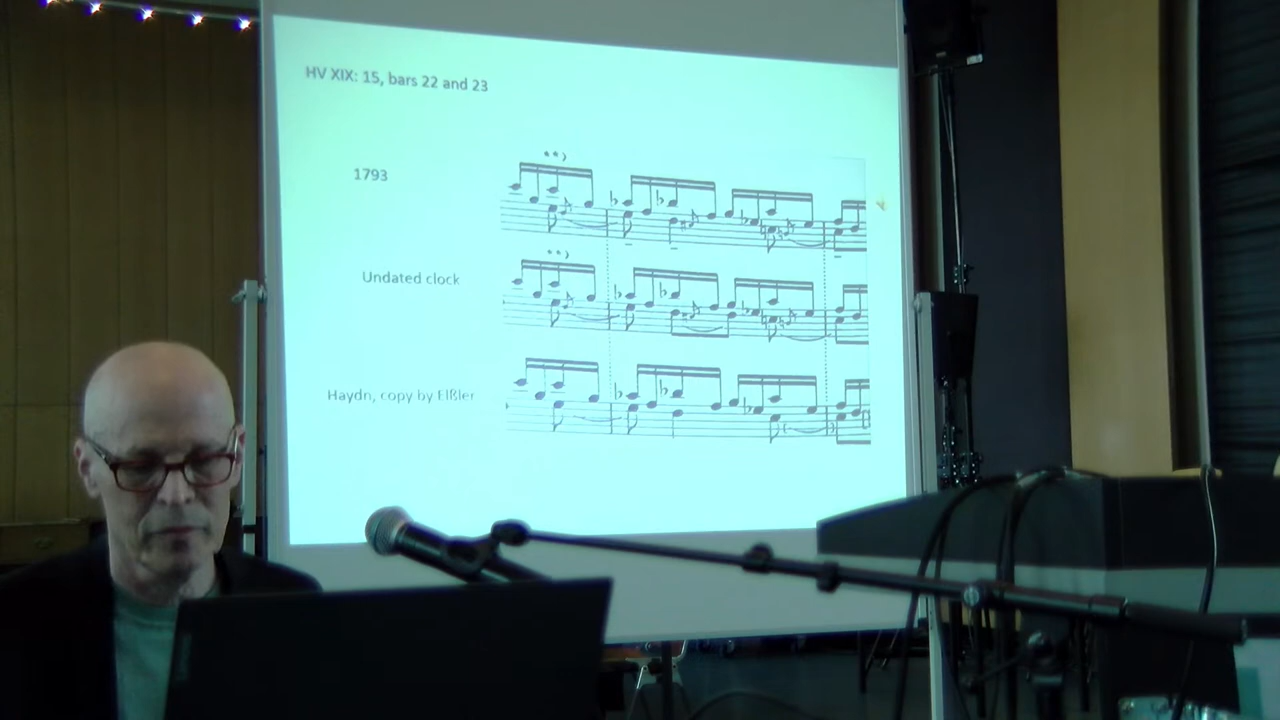 HV XIX: 15, bars 22 and 23
1793
Undated clock
Haydn, copy by Elßler